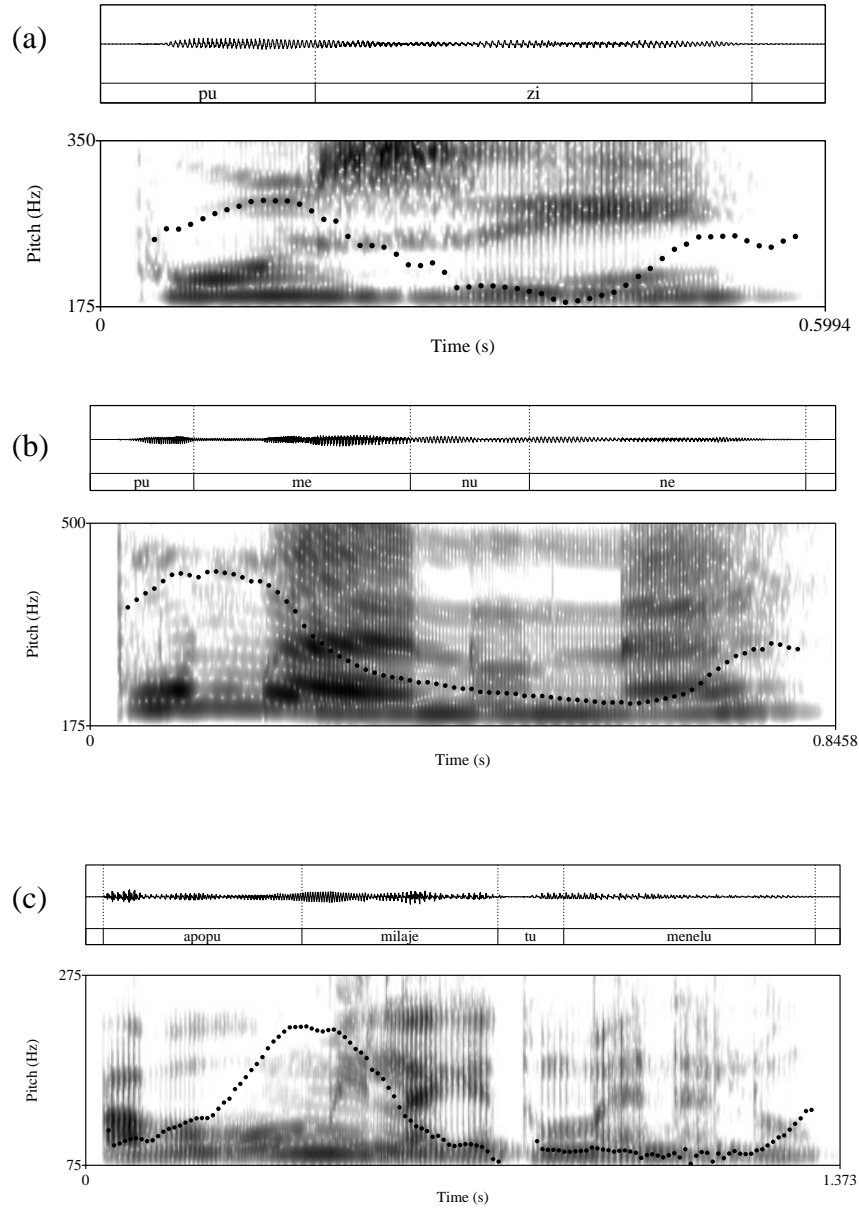 (a)
pu zi
350
Pitch (Hz)
175
0 0.5994
Time (s)
(b)
pu me nu ne
500
Pitch (Hz)
175
0 0.8458
Time (s)
(c)
apopu milaje tu menelu
275
Pitch (Hz)
75
0 1.373
Time (s)